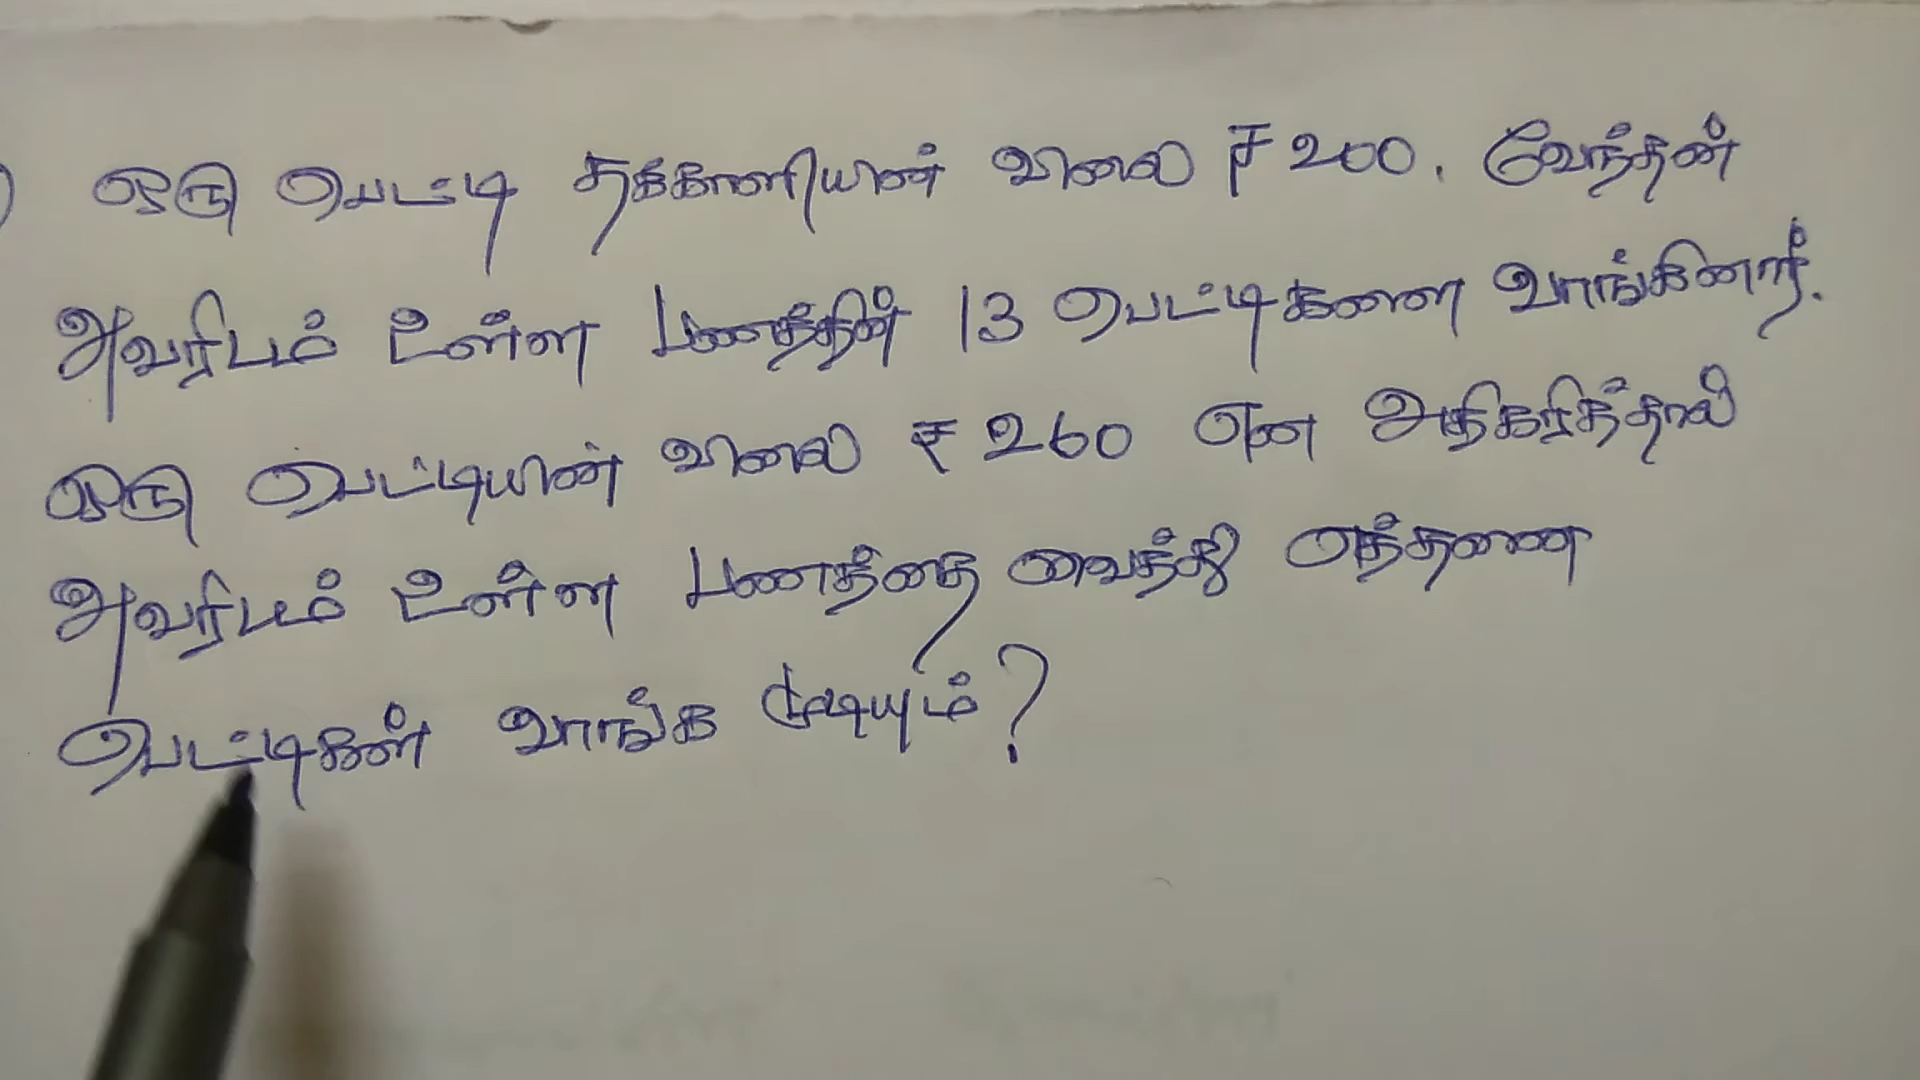 ஒரு பெட்டி தக்காளியின் விலை ₹ 200. வேந்தன்
அவரிடம் உள்ள பணத்தின் 13 பெட்டிகளை வாங்கினார்.
ஒரு பெட்டியின் விலை ₹ 260 என அதிகரித்தால்
அவரிடம் உள்ள பணத்தை வைத்து எத்தனை
பெட்டிகள் வாங்க முடியும்?